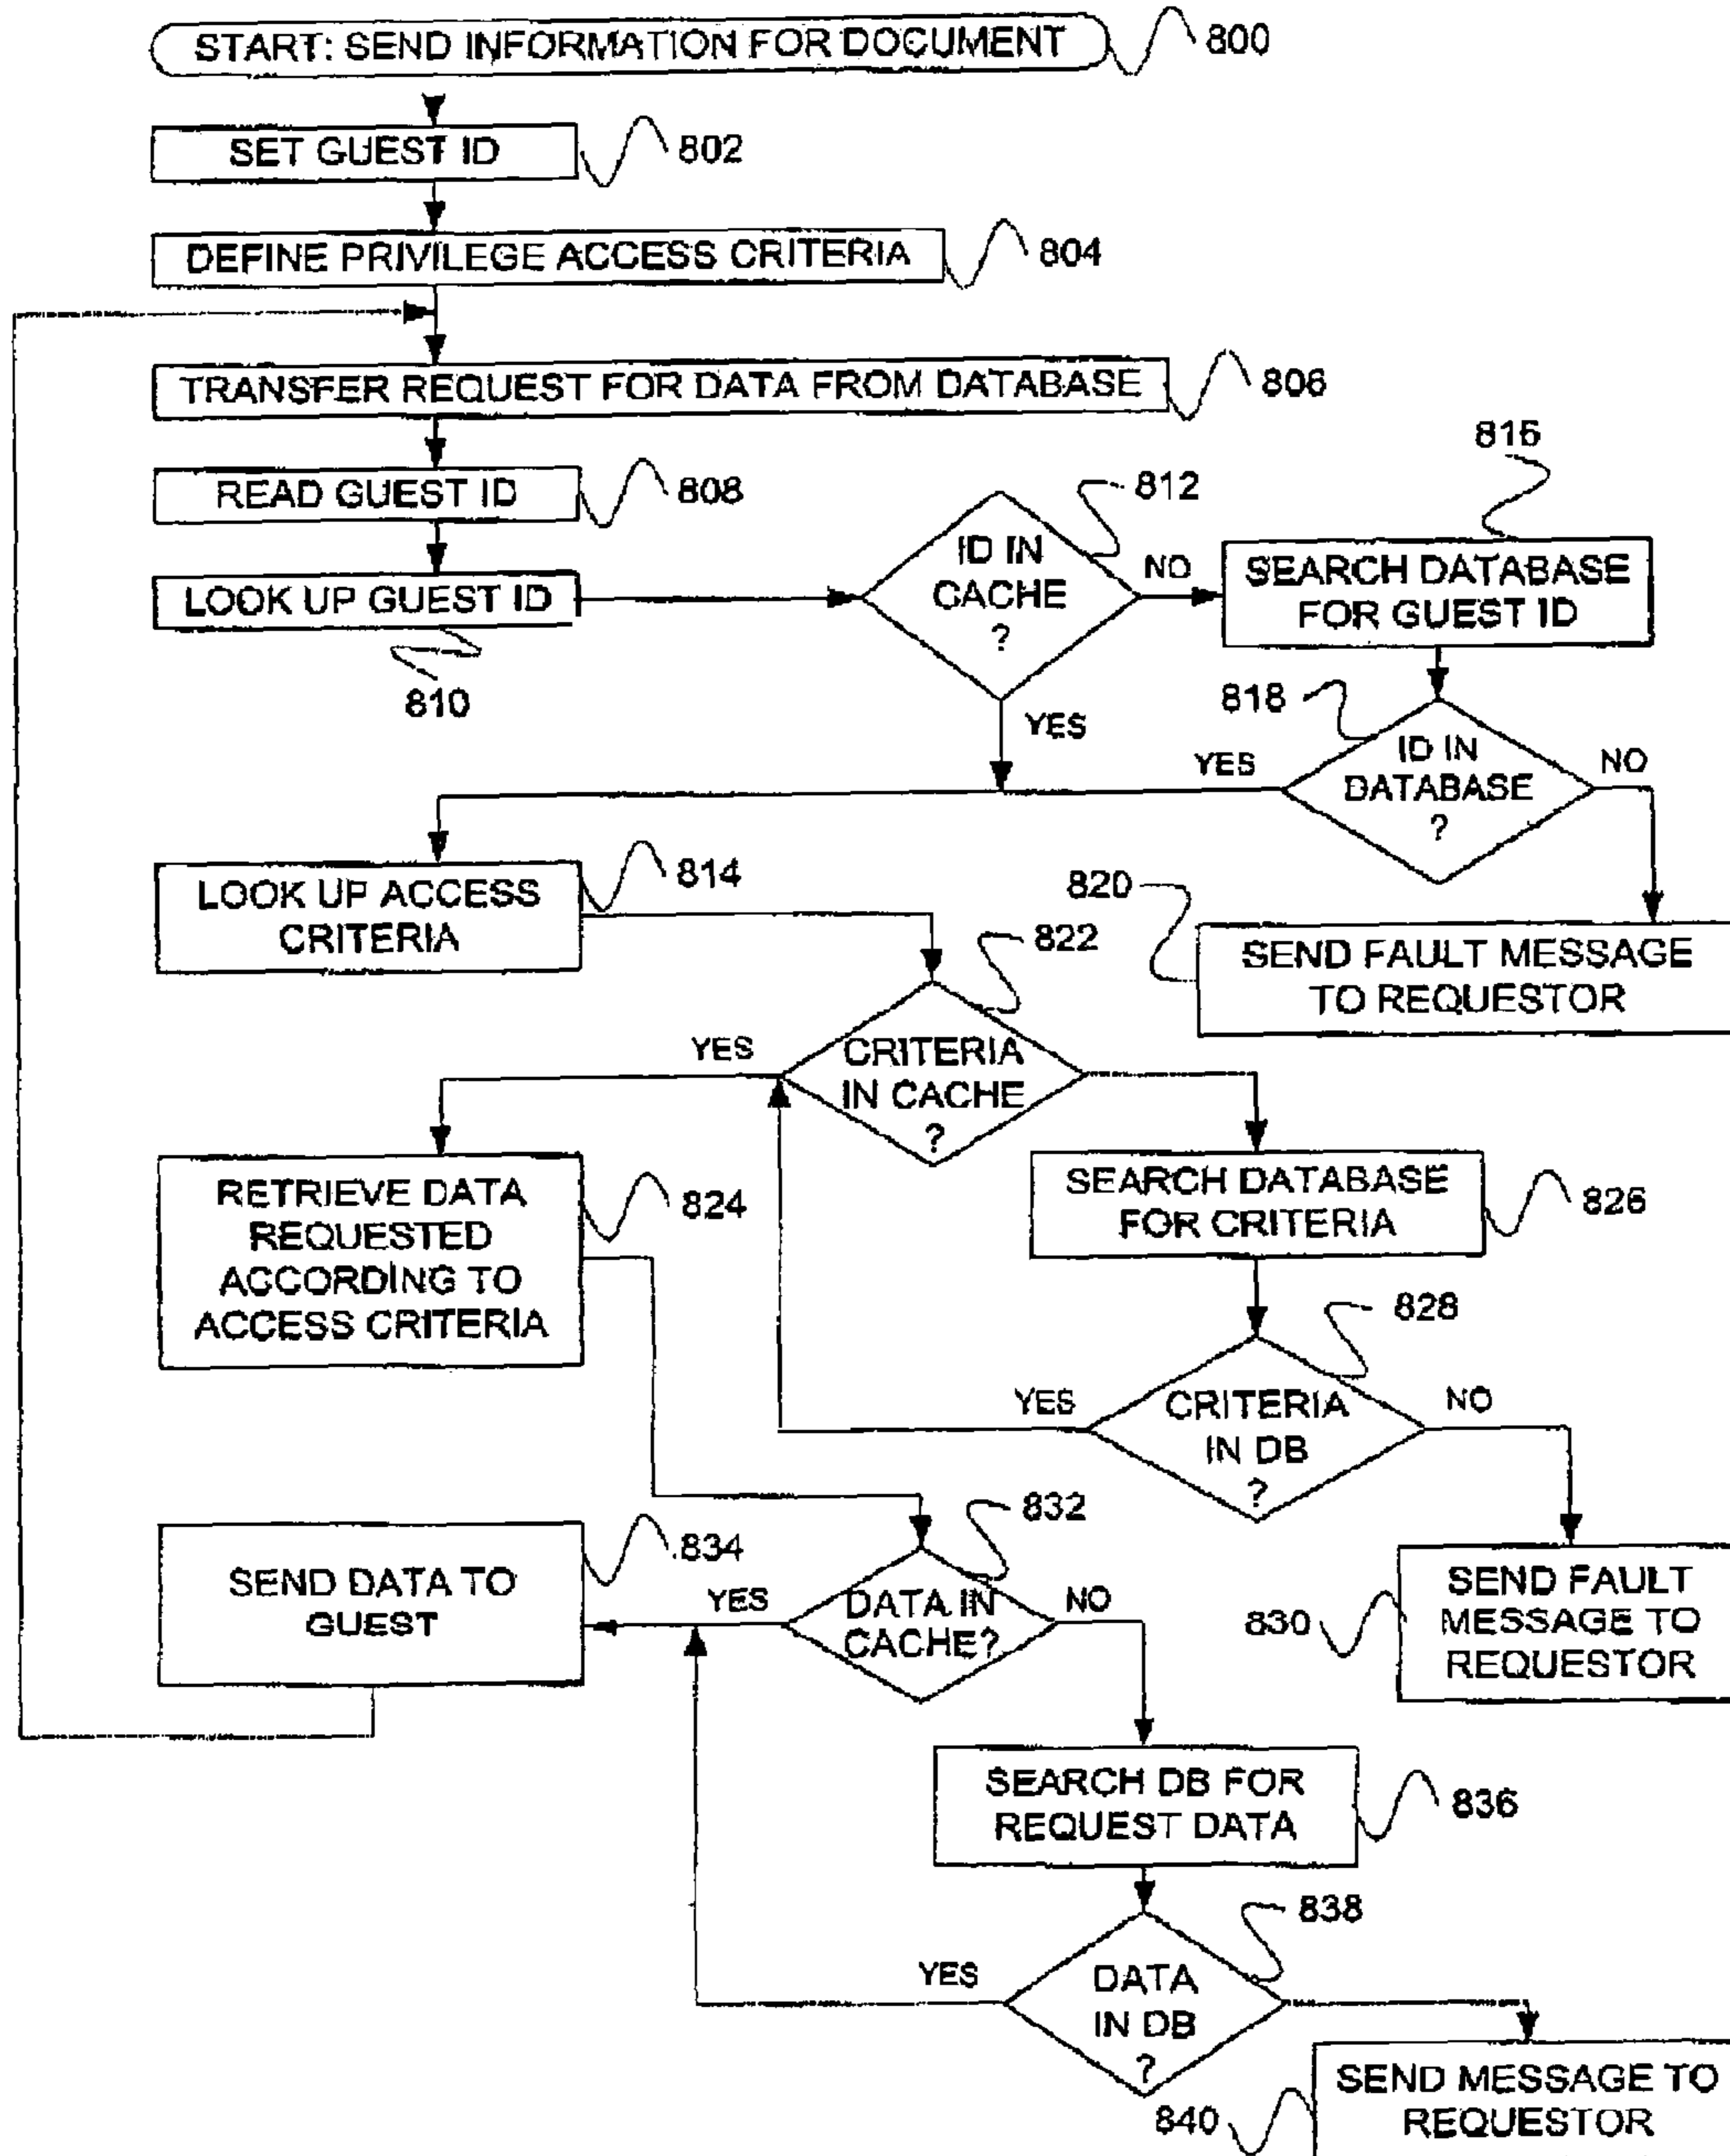 START: SEND INFORMATION FOR DOCUMENT
800
SET GUEST ID
802
DEFINE PRIVILEGE ACCESS CRITERIA
804
TRANSFER REQUEST FOR DATA FROM DATABASE
806
READ GUEST ID
808
LOOK UP GUEST ID
810
ID IN
CACHE
?
812
NO
YES
816
SEARCH DATABASE
FOR GUEST ID
818
ID IN
DATABASE
?
YES
NO
820
SEND FAULT MESSAGE
TO REQUESTOR
LOOK UP ACCESS
CRITERIA
814
822
CRITERIA
IN CACHE
?
YES
RETRIEVE DATA
REQUESTED
ACCORDING TO
ACCESS CRITERIA
824
SEARCH DATABASE
FOR CRITERIA
826
828
CRITERIA
IN DB
?
YES
NO
830
SEND FAULT
MESSAGE TO
REQUESTOR
832
DATA IN
CACHE?
YES
NO
SEND DATA TO
GUEST
834
SEARCH DB FOR
REQUEST DATA
836
838
DATA
IN DB
?
YES
SEND MESSAGE TO
REQUESTOR
840